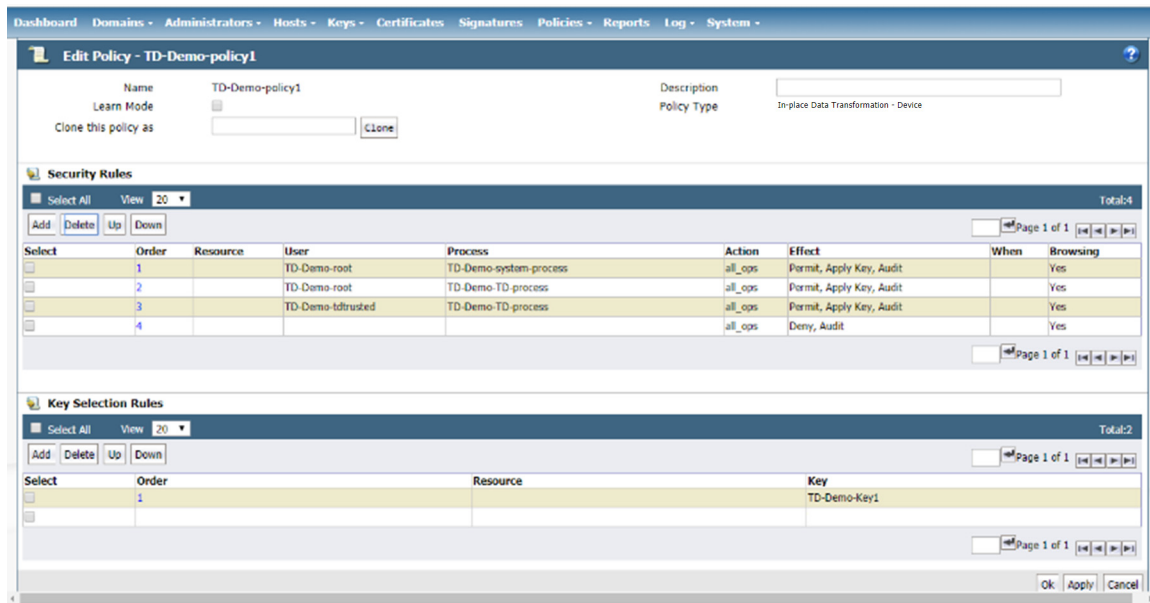 Dashboard Domains Administrators Hosts Keys Certificates Signatures Policies Reports Log System
Edit Policy - TD-Demo-policy1 ?
Name TD-Demo-policy1 Description
Learn Mode Policy Type In-place Data Transformation - Device
Clone this policy as Clone
Security Rules
Select All View 20 Total:4
Add Delete Up Down Page 1 of 1
Select Order Resource User Process Action Effect When Browsing
1 TD-Demo-root TD-Demo-system-process all_ops Permit, Apply Key, Audit Yes
2 TD-Demo-root TD-Demo-TD-process all_ops Permit, Apply Key, Audit Yes
3 TD-Demo-tdtrusted TD-Demo-TD-process all_ops Permit, Apply Key, Audit Yes
4 all_ops Deny, Audit Yes
Page 1 of 1
Key Selection Rules
Select All View 20 Total:2
Add Delete Up Down Page 1 of 1
Select Order Resource Key
1 TD-Demo-Key1
Page 1 of 1
Ok Apply Cancel